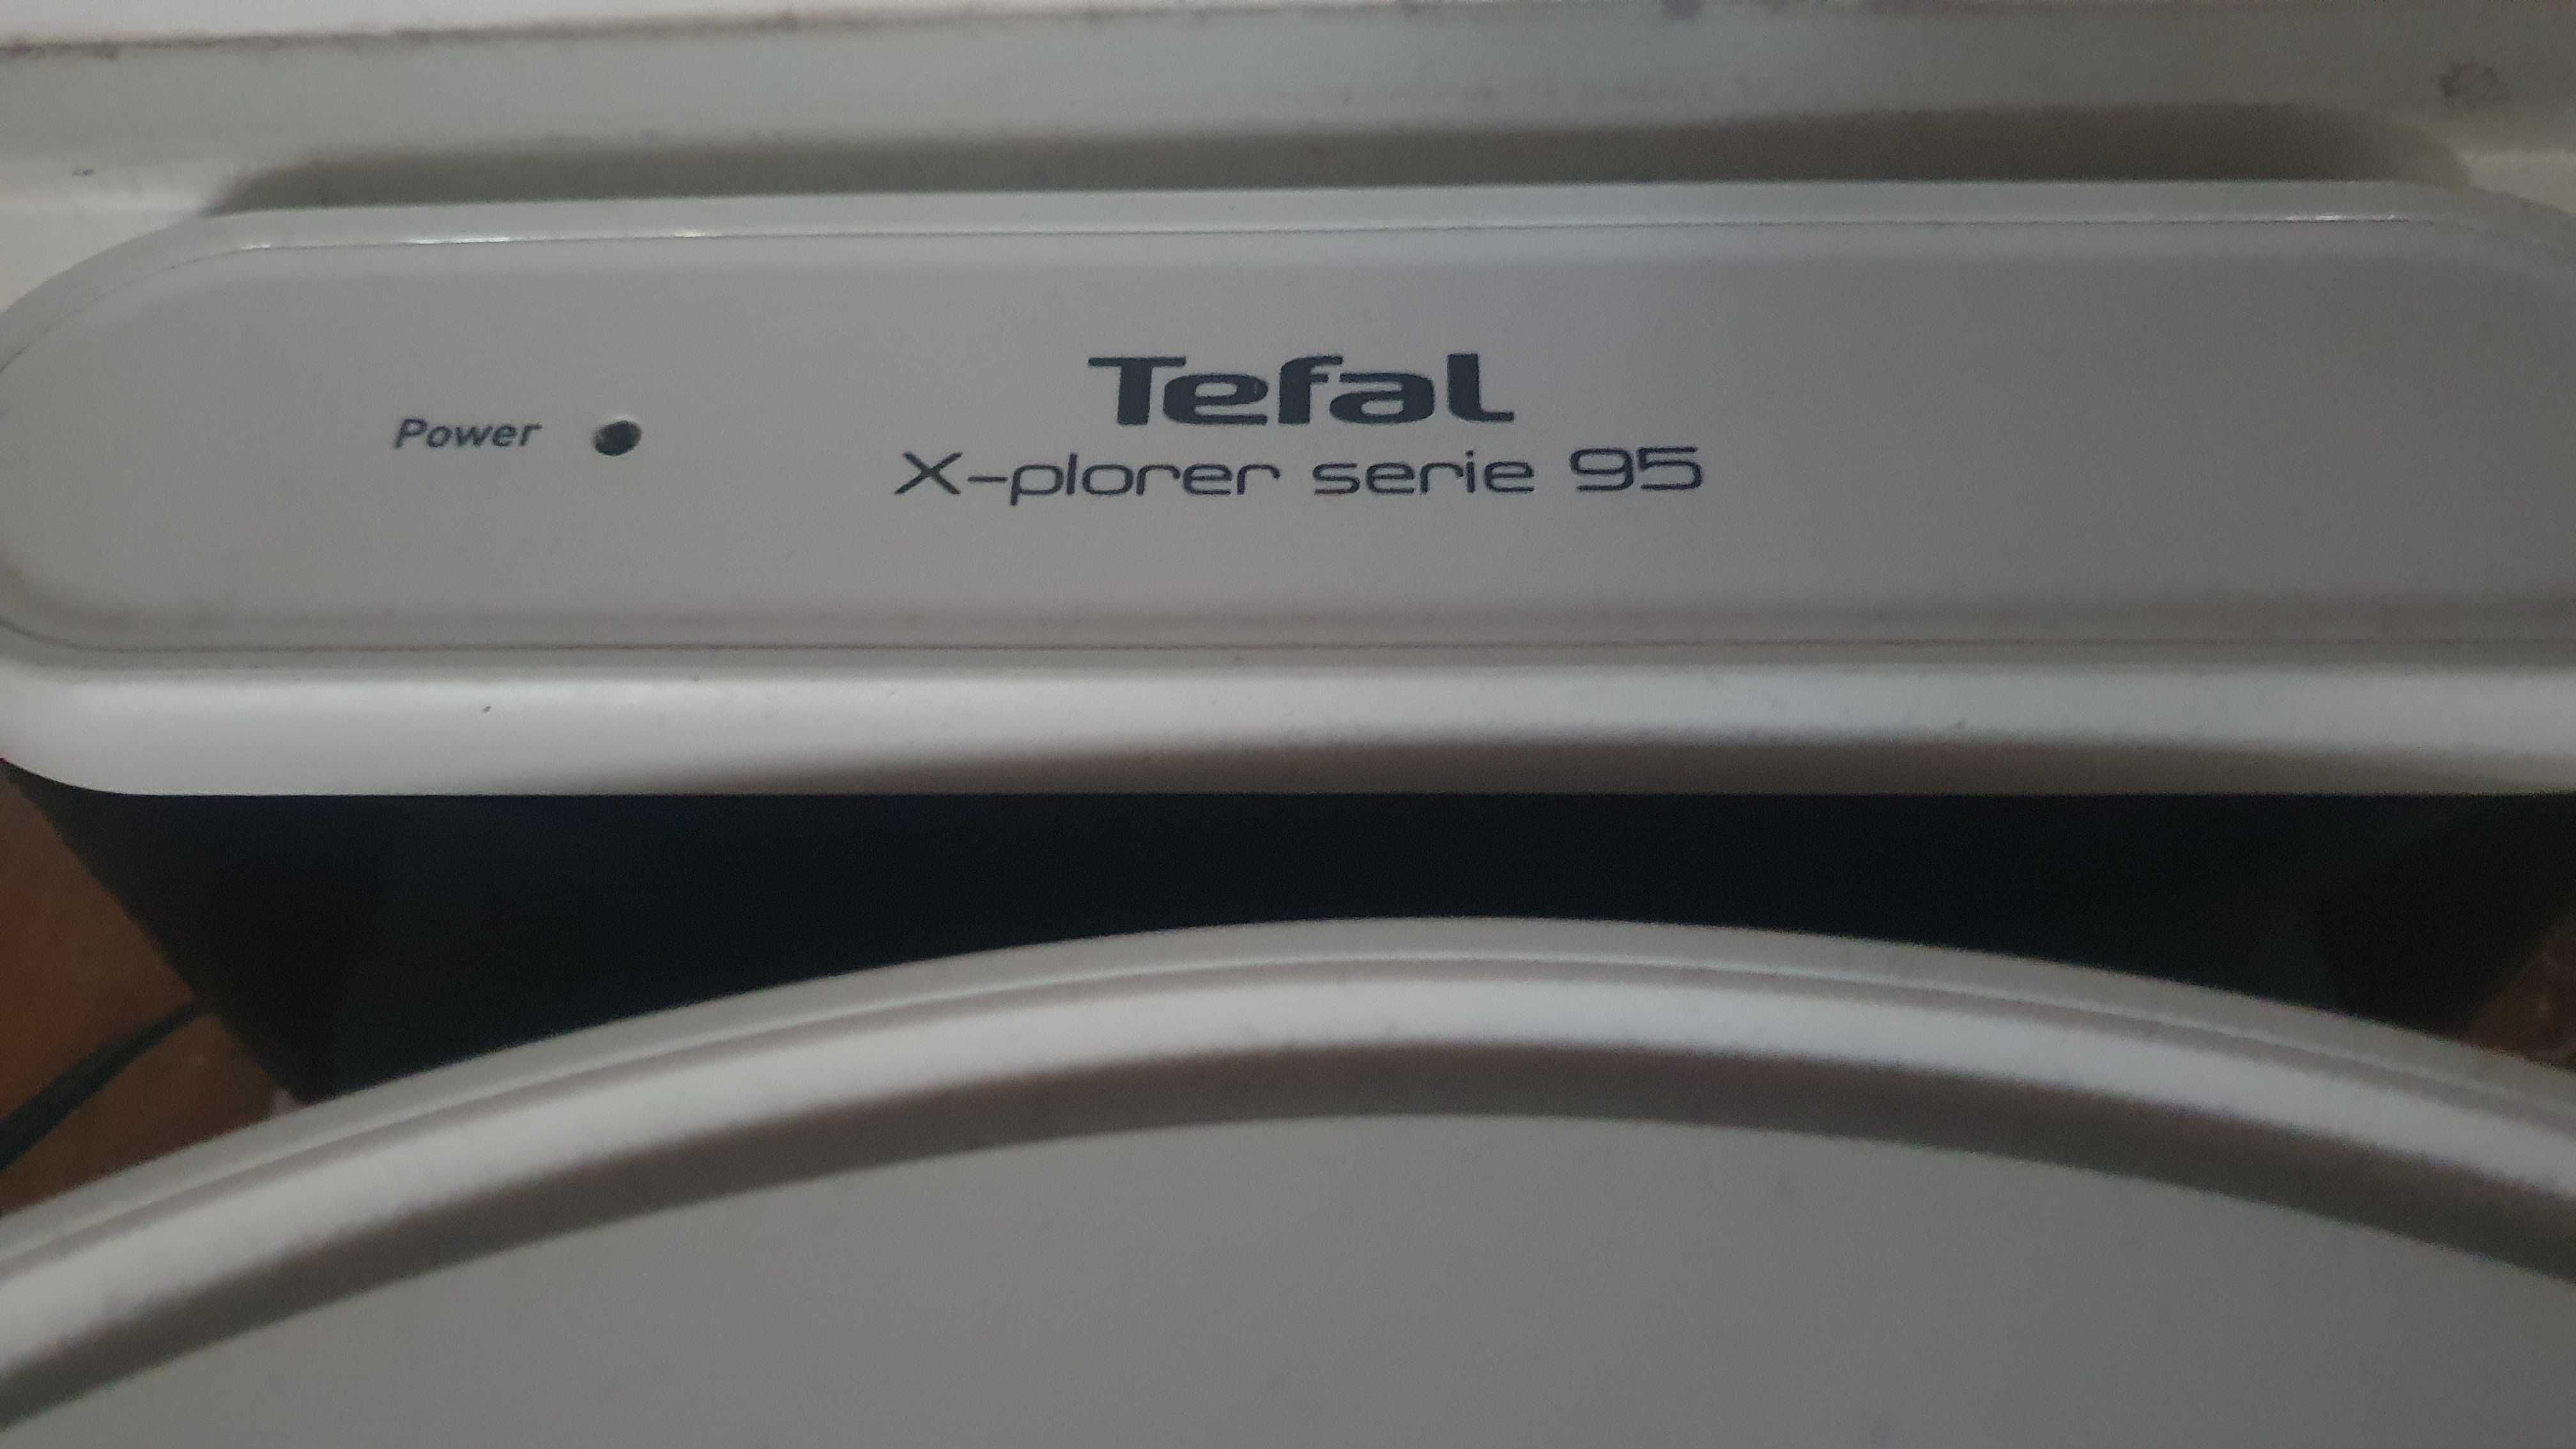 Tefal
Power
X-plorer serie 95